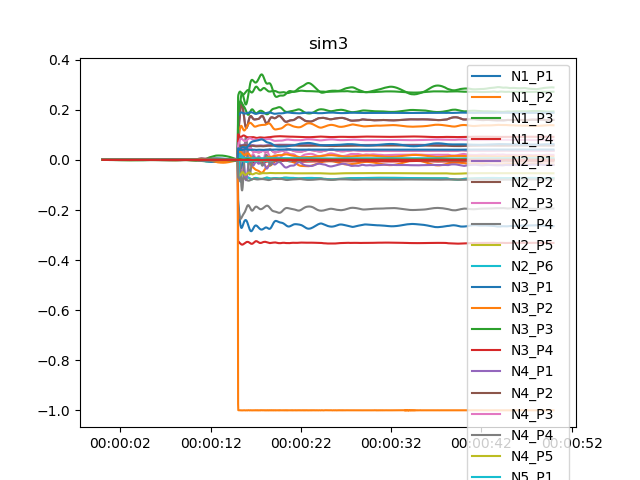 sim3
0.4
0.2
0.0
−0.2
−0.4
−0.6
−0.8
−1.0
00:00:02
00:00:12
00:00:22
00:00:32
00:00:42
00:00:52
N1_P1
N1_P2
N1_P3
N1_P4
N2_P1
N2_P2
N2_P3
N2_P4
N2_P5
N2_P6
N3_P1
N3_P2
N3_P3
N3_P4
N4_P1
N4_P2
N4_P3
N4_P4
N4_P5
N5_P1